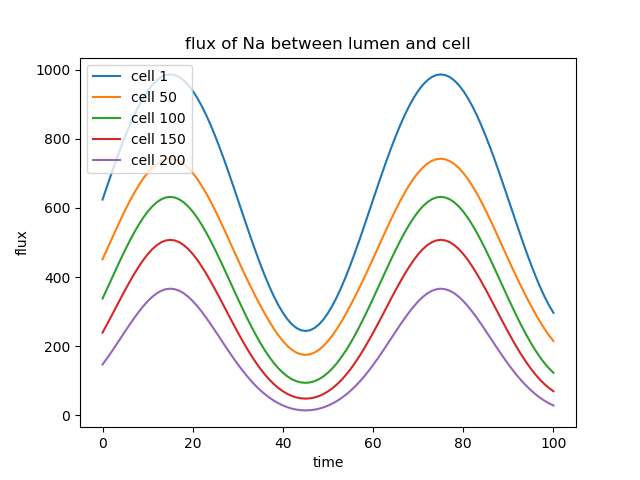 flux of Na between lumen and cell
cell 1
cell 50
cell 100
cell 150
cell 200
1000
800
600
400
200
0
flux
0 20 40 60 80 100
time